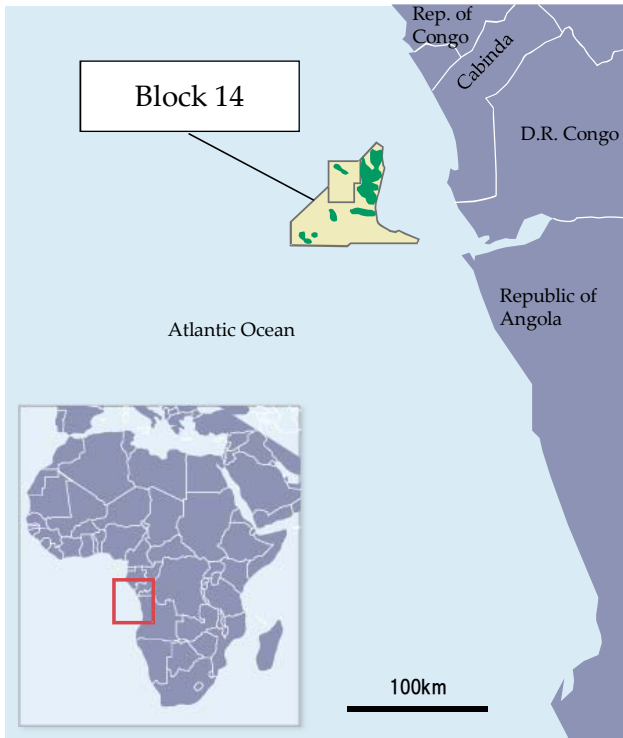 Rep. of
Congo
Cabinda
Block 14
D.R. Congo
Republic of
Angola
Atlantic Ocean
100km